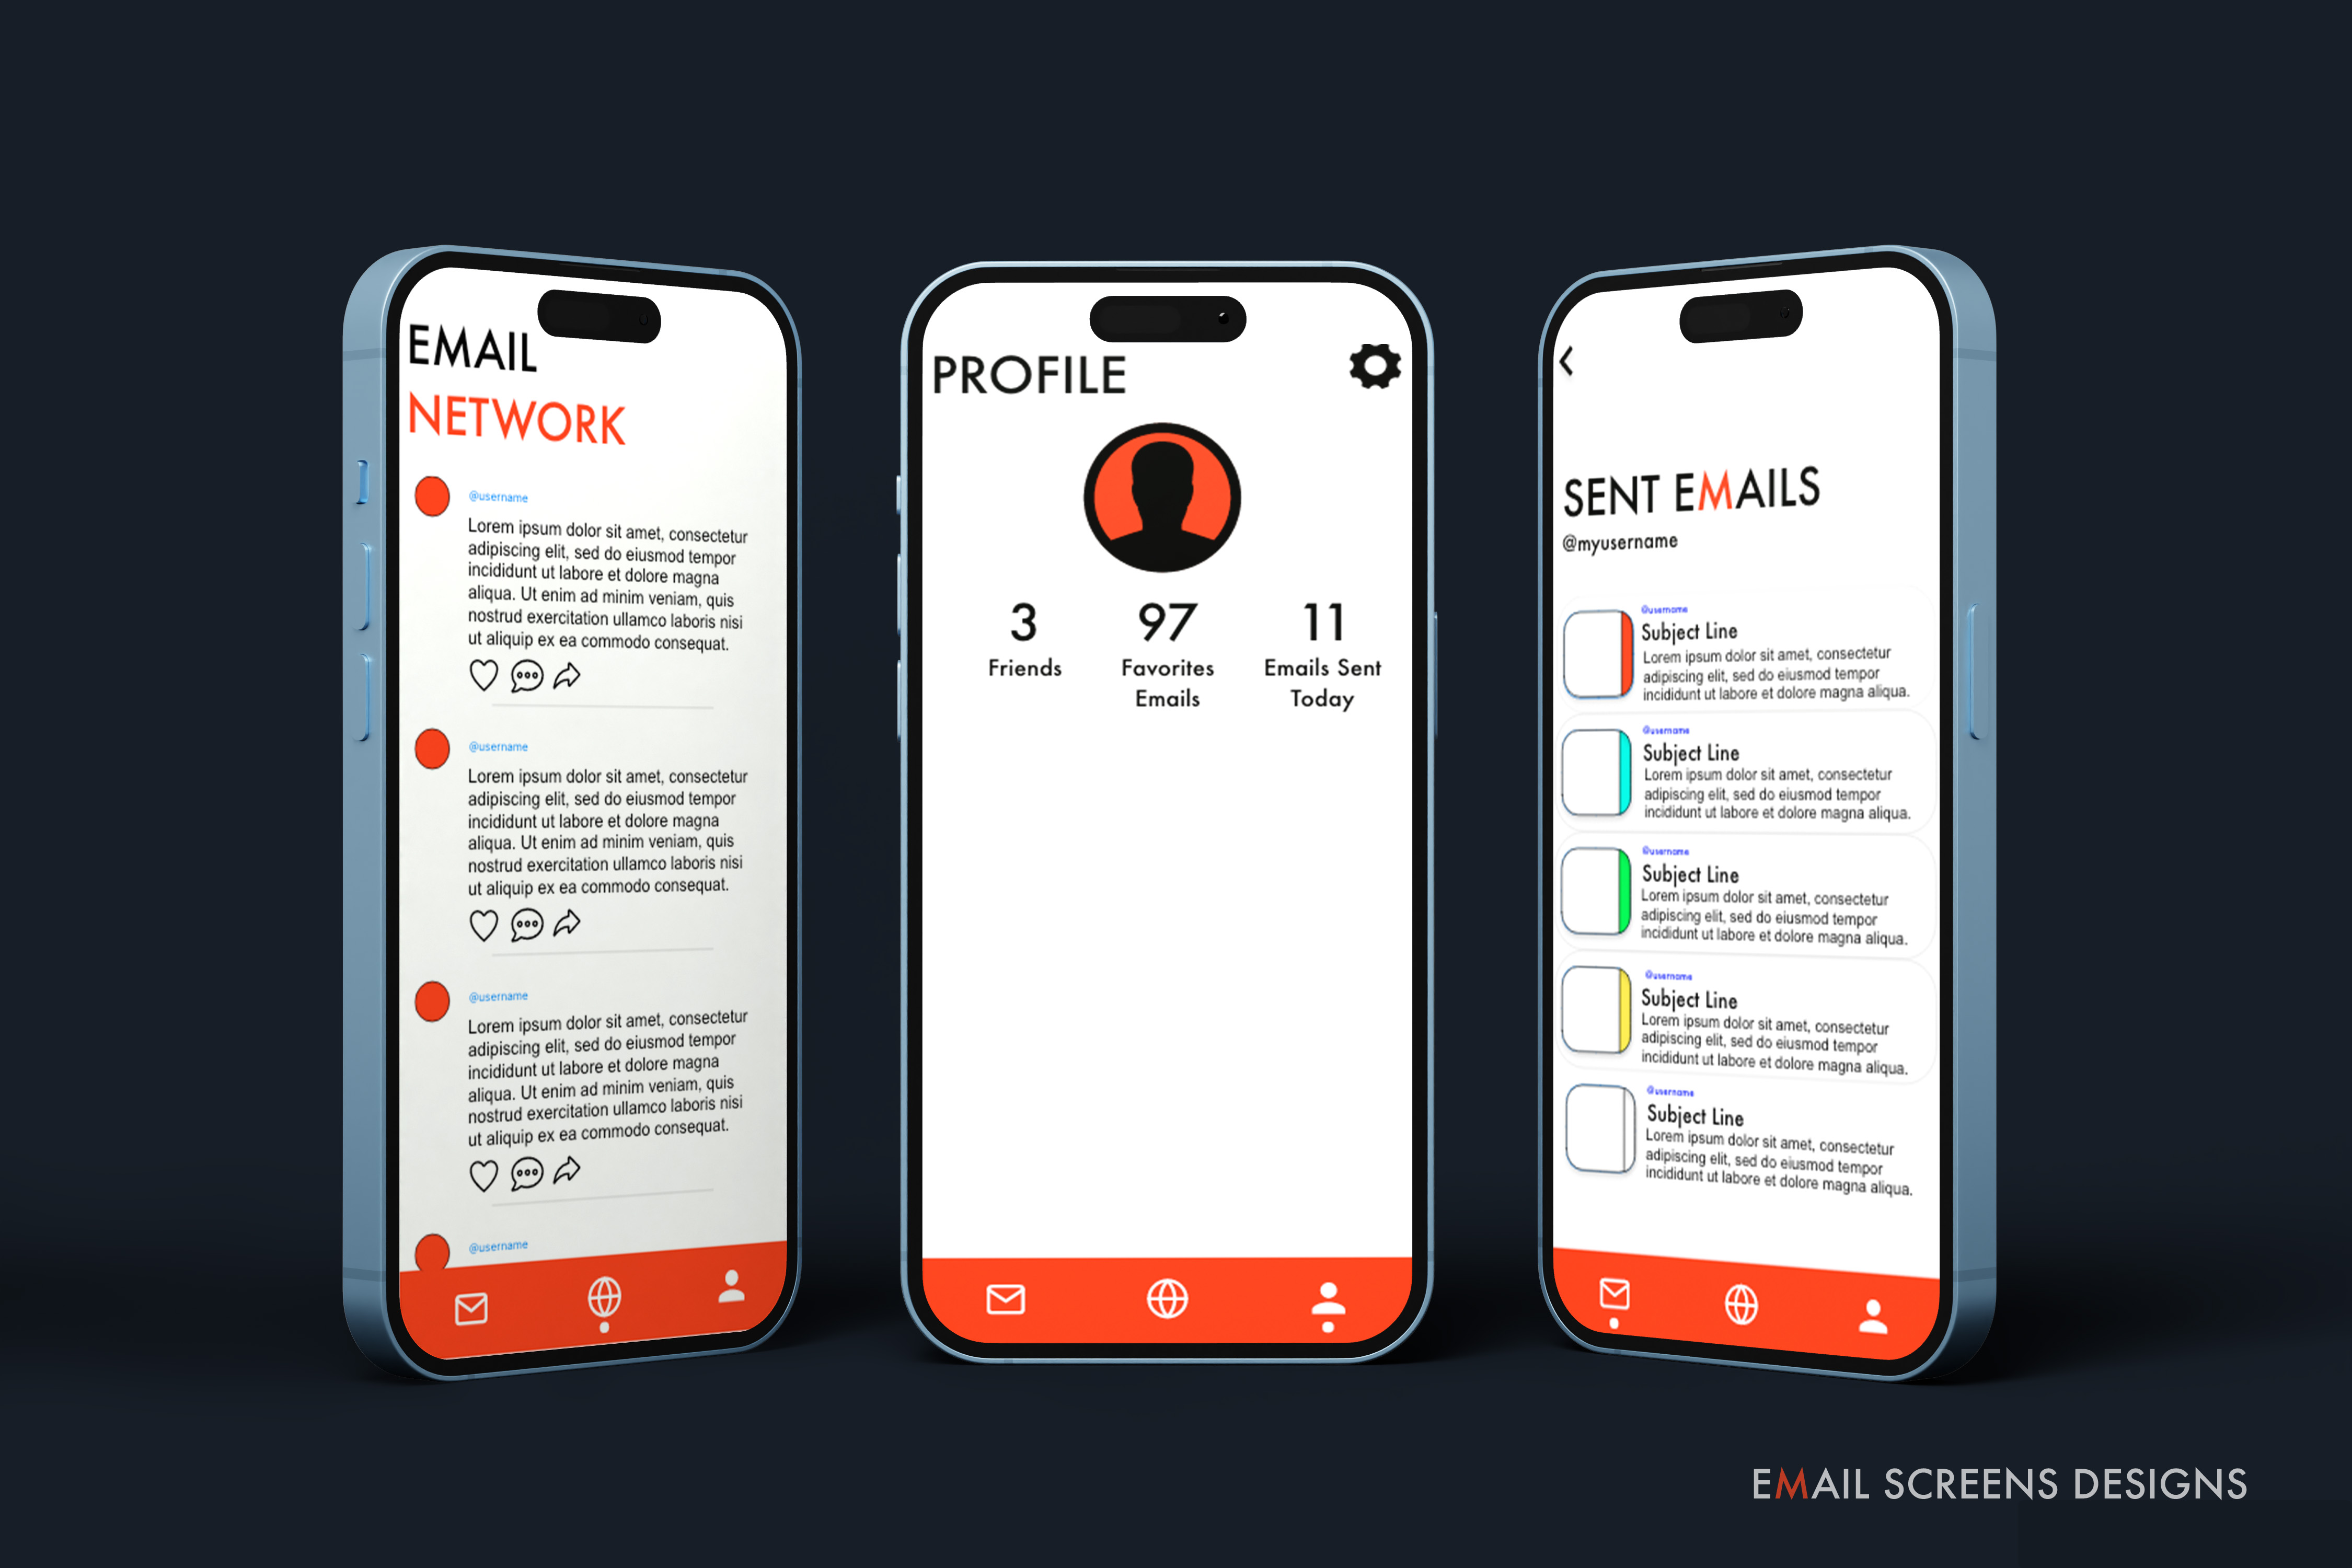 EMAIL
NETWORK
@username
Lorem ipsum dolor sit amet, consectetur
adipiscing elit, sed do eiusmod tempor
incididunt ut labore et dolore magna
aliqua. Ut enim ad minim veniam, quis
nostrud exercitation ullamco laboris nisi
ut aliquip ex ea commodo consequat.
@username
Lorem ipsum dolor sit amet, consectetur
adipiscing elit, sed do eiusmod tempor
incididunt ut labore et dolore magna
aliqua. Ut enim ad minim veniam, quis
nostrud exercitation ullamco laboris nisi
ut aliquip ex ea commodo consequat.
@username
Lorem ipsum dolor sit amet, consectetur
adipiscing elit, sed do eiusmod tempor
incididunt ut labore et dolore magna
aliqua. Ut enim ad minim veniam, quis
nostrud exercitation ullamco laboris nisi
ut aliquip ex ea commodo consequat.
@username
PROFILE
3
Friends
97
Favorites
Emails
11
Emails Sent
Today
SENT EMAILS
@myusername
@username
Subject Line
Lorem ipsum dolor sit amet, consectetur
adipiscing elit, sed do eiusmod tempor
incididunt ut labore et dolore magna aliqua.
@username
Subject Line
Lorem ipsum dolor sit amet, consectetur
adipiscing elit, sed do eiusmod tempor
incididunt ut labore et dolore magna aliqua.
@username
Subject Line
Lorem ipsum dolor sit amet, consectetur
adipiscing elit, sed do eiusmod tempor
incididunt ut labore et dolore magna aliqua.
@username
Subject Line
Lorem ipsum dolor sit amet, consectetur
adipiscing elit, sed do eiusmod tempor
incididunt ut labore et dolore magna aliqua.
@username
Subject Line
Lorem ipsum dolor sit amet, consectetur
adipiscing elit, sed do eiusmod tempor
incididunt ut labore et dolore magna aliqua.
EMAIL SCREENS DESIGNS